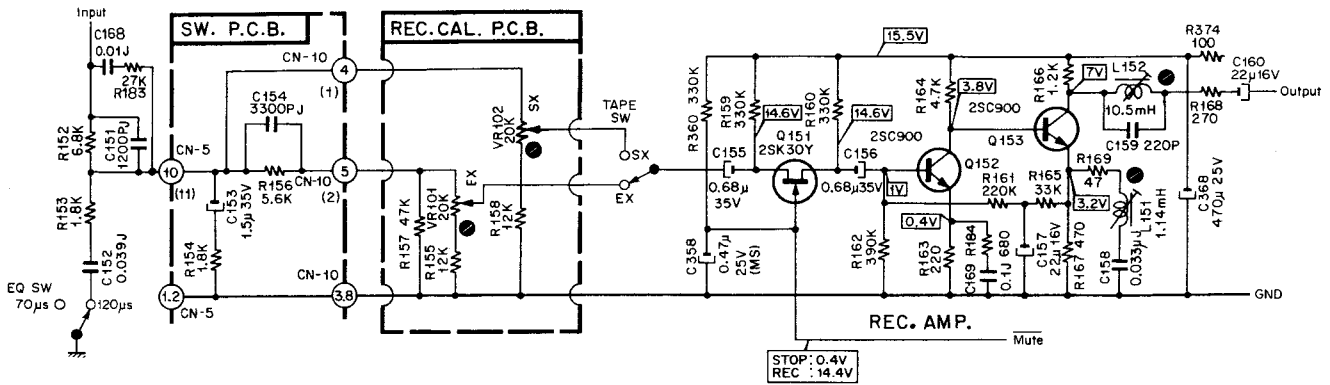 Input
C168
0.01J
27K
R183
R152
6.8K
C151
1200PJ
R153
1.8K
C152
0.039J
EQ SW
70µs
120µs
SW. P.C.B.
CN-5
10
(11)
C154
3300PJ
R156
5.6K
C153
1.5µ 35V
R154
1.8K
1.2
CN-5
CN-10
4
(1)
5
CN-10
(2)
CN-10
3,8
REC.CAL. P.C.B.
SX
VR102
20K
EX
VR101
20K
R157 47K
R155
12K
R158
12K
TAPE
SW
SX
EX
R360 330K
R159
330K
14.6V
Q151
2SK30Y
R160
330K
14.6V
15.5V
C155
0.68µ
35V
C156
0.68µ35V
C358
0.47µ
25V
(MS)
R164
4.7K
3.8V
2SC900
2SC900
Q152
Q153
1V
0.4V
R161
220K
R165
33K
R162
390K
R163
220
R184
680
C169
0.1J
C157
22µ16V
R167 470
R166
1.2K
7V
L152
10.5mH
C159 220P
R169
47
3.2V
L151
1.14mH
C158
0.033µ
C368
470µ 25V
R374
100
C160
22µ16V
R168
270
Output
GND
REC. AMP.
Mute
STOP : 0.4V
REC : 14.4V